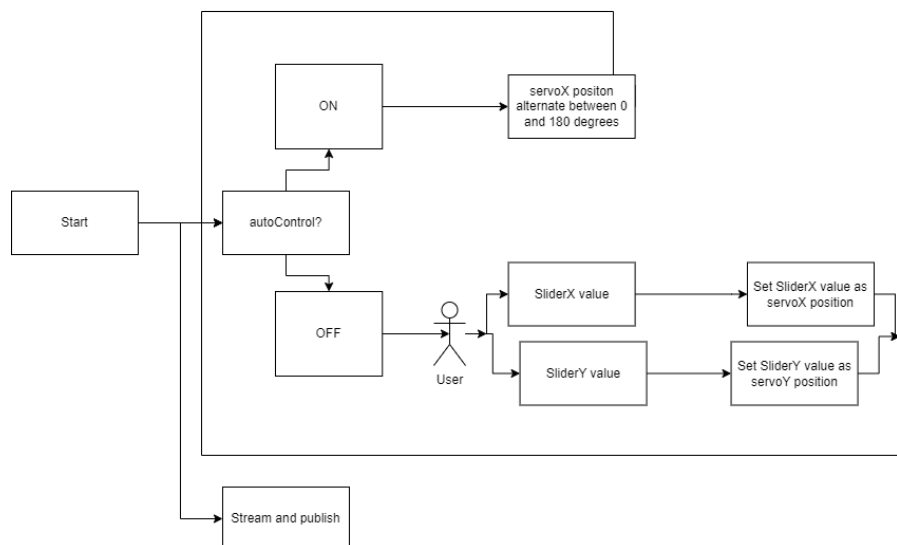 servoX positon
alternate between 0
and 180 degrees
ON
Start
autoControl?
OFF
User
SliderX value
Set SliderX value as
servoX position
SliderY value
Set SliderY value as
servoY position
Stream and publish